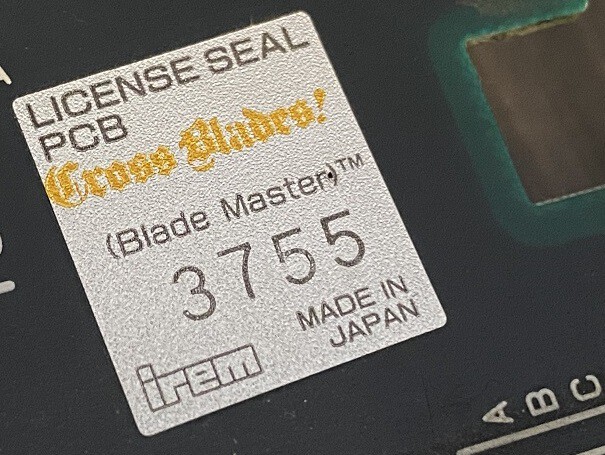 LICENSE SEAL
PCB
Cross Blades!
(Blade Master)™
3755
MADE IN
JAPAN
irem
A
B
C